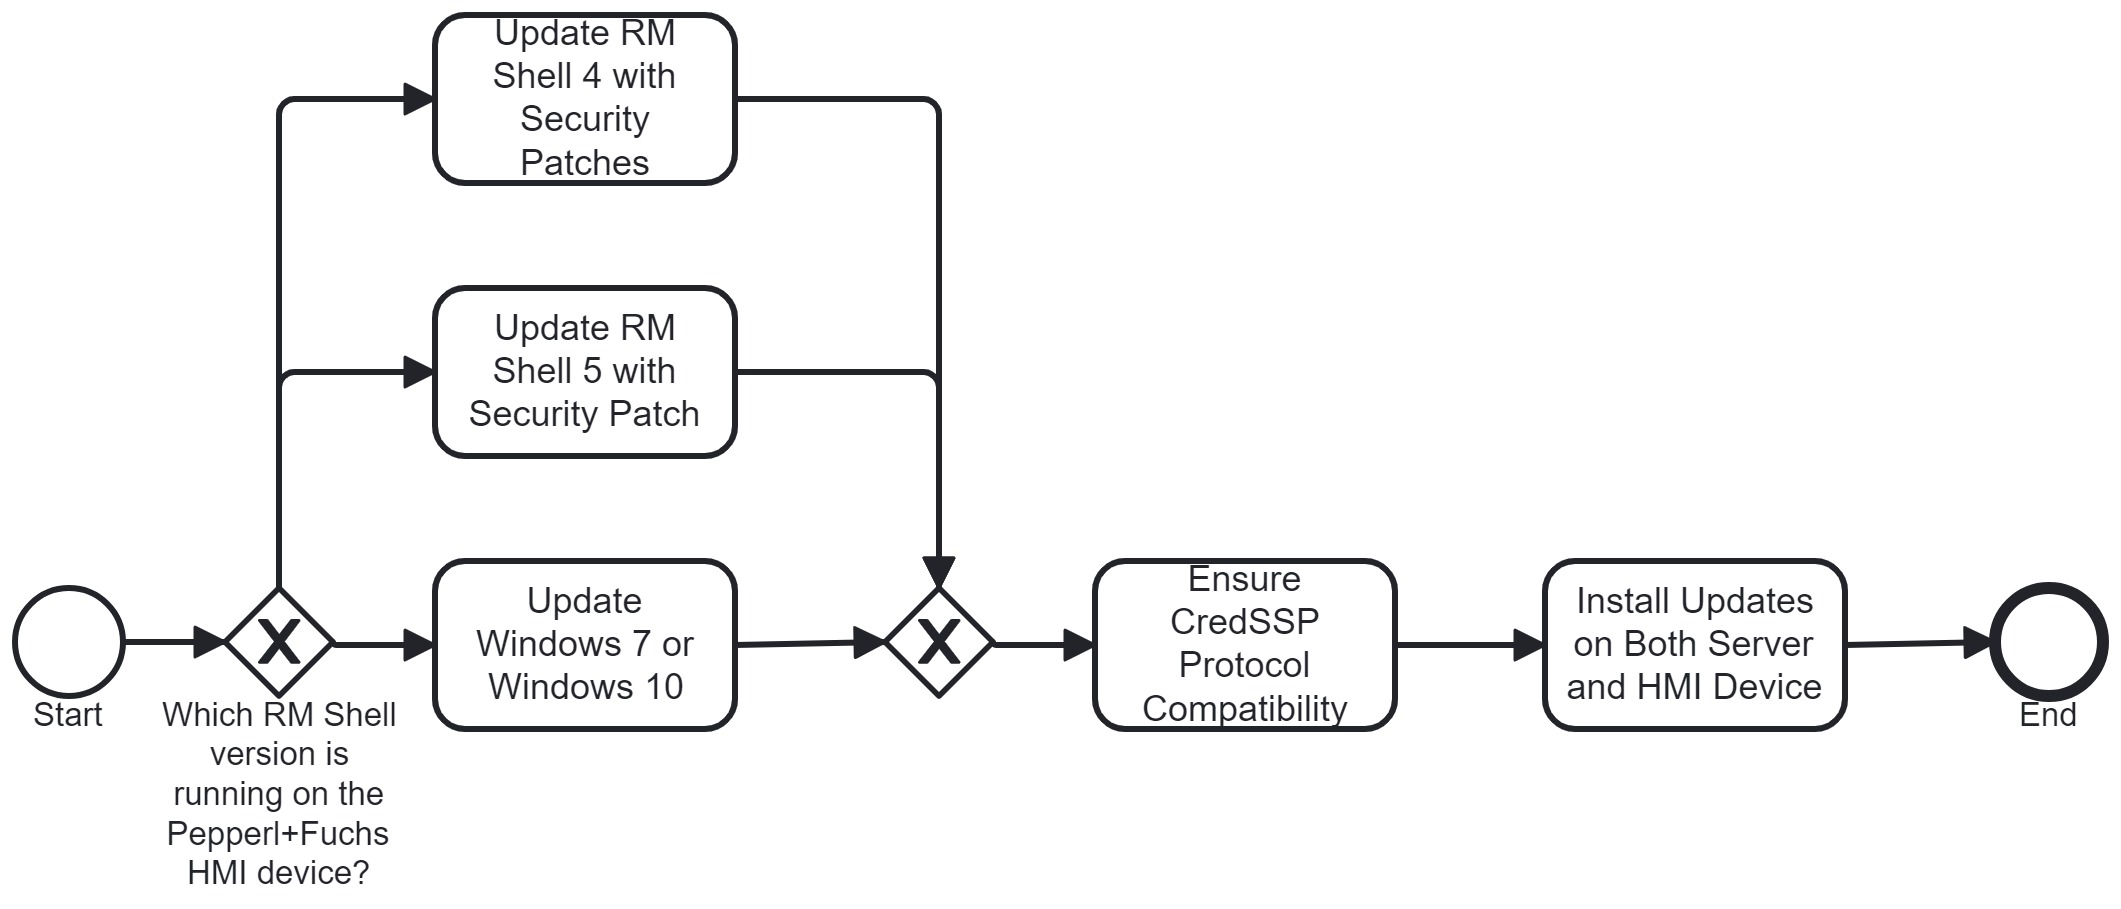 Update RM
Shell 4 with
Security
Patches
Update RM
Shell 5 with
Security Patch
Start
X
Which RM Shell
version is
running on the
Pepperl+Fuchs
HMI device?
Update
Windows 7 or
Windows 10
X
Ensure
CredSSP
Protocol
Compatibility
Install Updates
on Both Server
and HMI Device
End